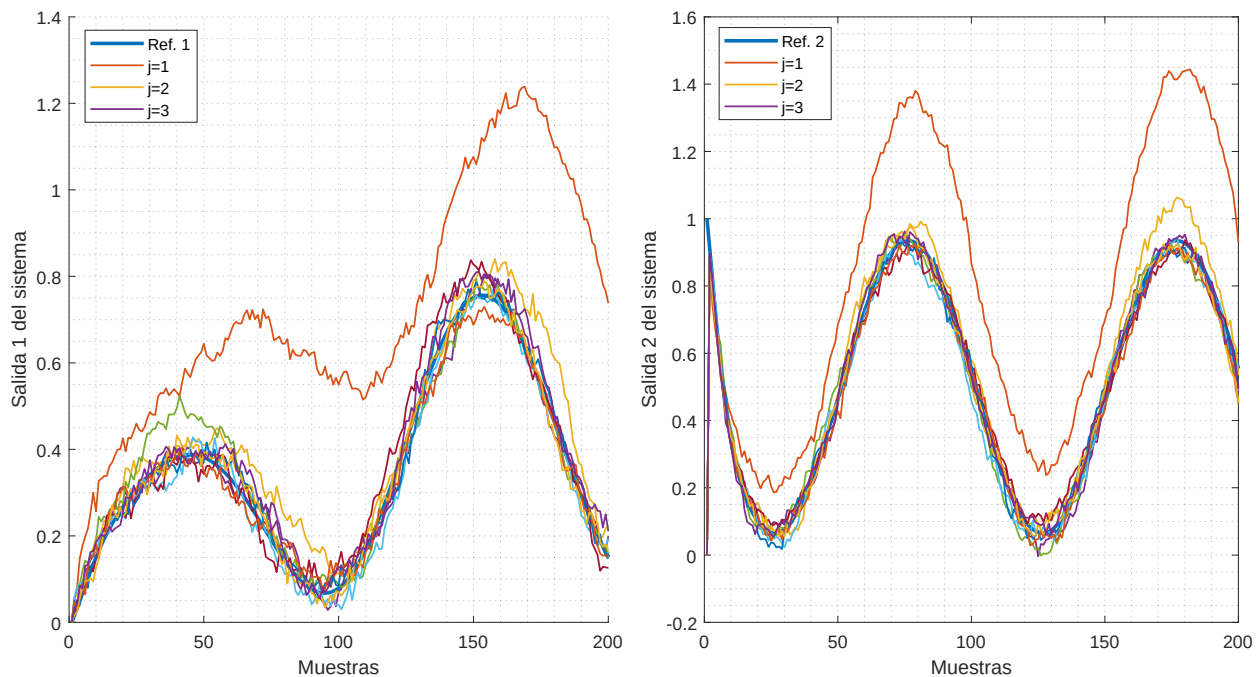 1.4
1.2
1
0.8
0.6
0.4
0.2
0
0
50
100
150
200
Salida 1 del sistema
Muestras
Ref. 1
j=1
j=2
j=3
1.6
1.4
1.2
1
0.8
0.6
0.4
0.2
0
-0.2
0
50
100
150
200
Salida 2 del sistema
Muestras
Ref. 2
j=1
j=2
j=3